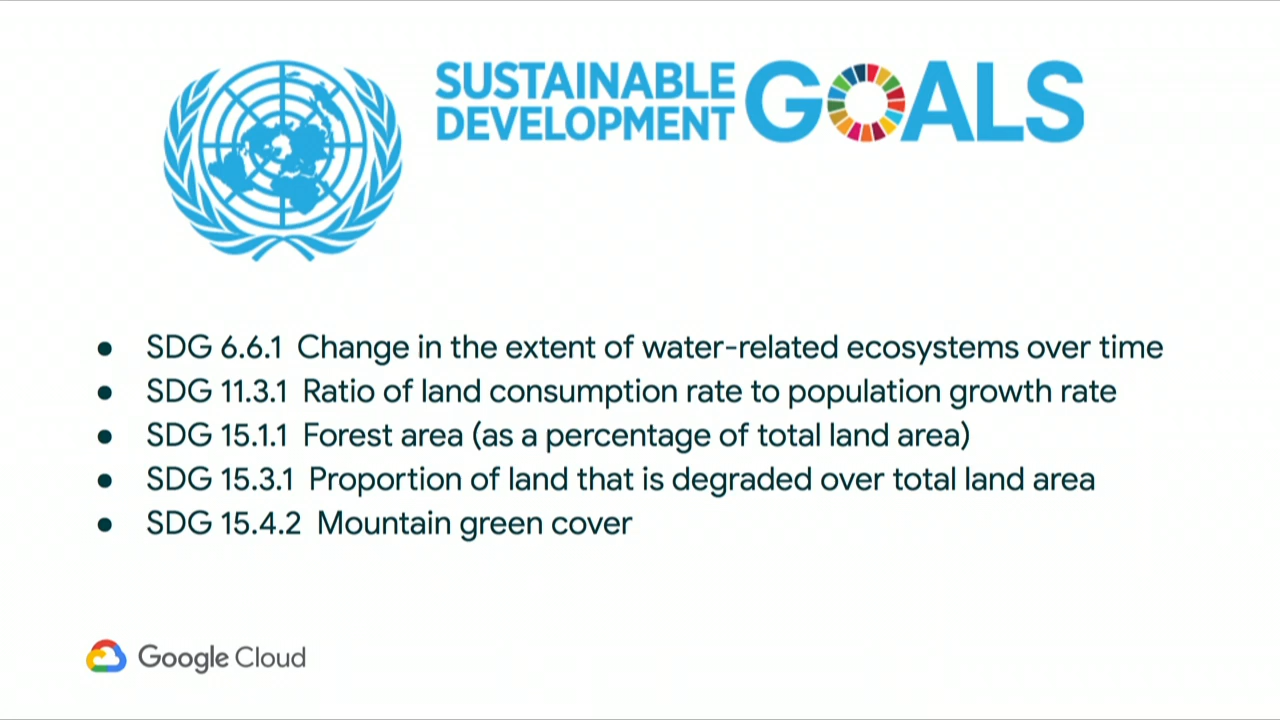 SUSTAINABLE
DEVELOPMENT
GOALS
● SDG 6.6.1 Change in the extent of water-related ecosystems over time
● SDG 11.3.1 Ratio of land consumption rate to population growth rate
● SDG 15.1.1 Forest area (as a percentage of total land area)
● SDG 15.3.1 Proportion of land that is degraded over total land area
● SDG 15.4.2 Mountain green cover
Google Cloud